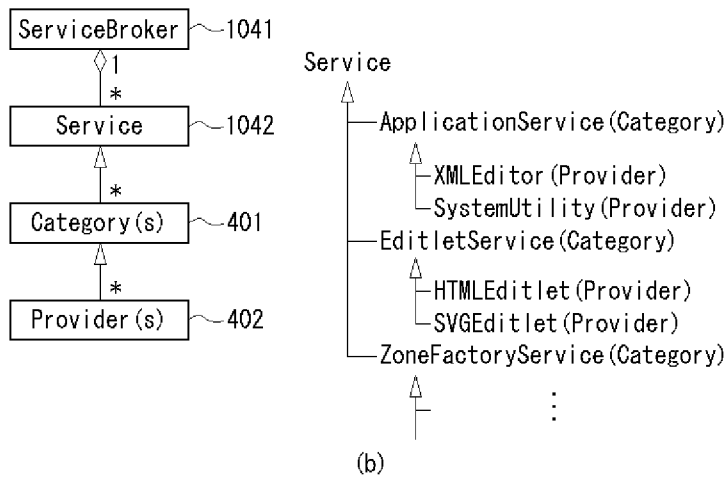 ServiceBroker 1041
1
*
Service 1042
*
Category(s) 401
*
Provider(s) 402
Service
ApplicationService(Category)
XMLEditor(Provider)
SystemUtility(Provider)
EditletService(Category)
HTMLEditlet(Provider)
SVGEditlet(Provider)
ZoneFactoryService(Category)
(b)